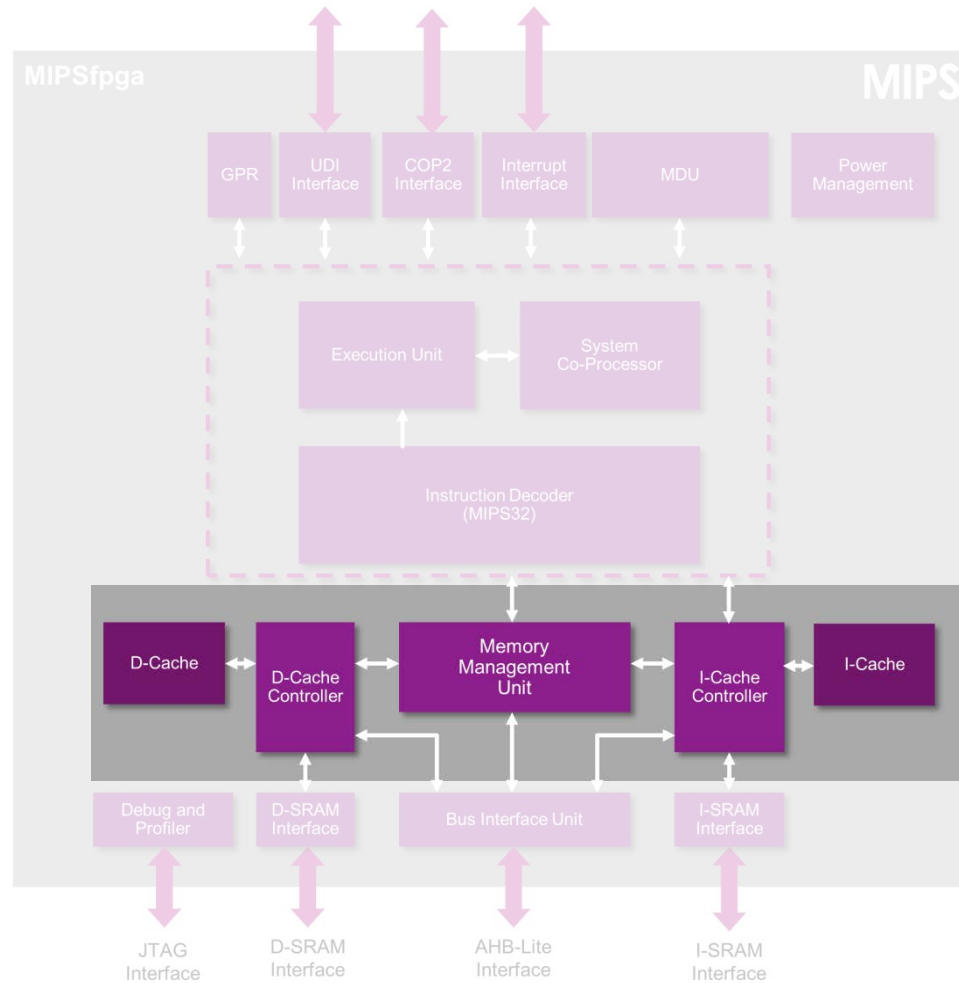 MIPSfpga
MIPS
GPR
UDI
Interface
COP2
Interface
Interrupt
Interface
MDU
Power
Management
Execution Unit
System
Co-Processor
Instruction Decoder
(MIPS32)
D-Cache
D-Cache
Controller
Memory
Management
Unit
I-Cache
Controller
I-Cache
Debug and
Profiler
D-SRAM
Interface
Bus Interface Unit
I-SRAM
Interface
JTAG
Interface
D-SRAM
Interface
AHB-Lite
Interface
I-SRAM
Interface